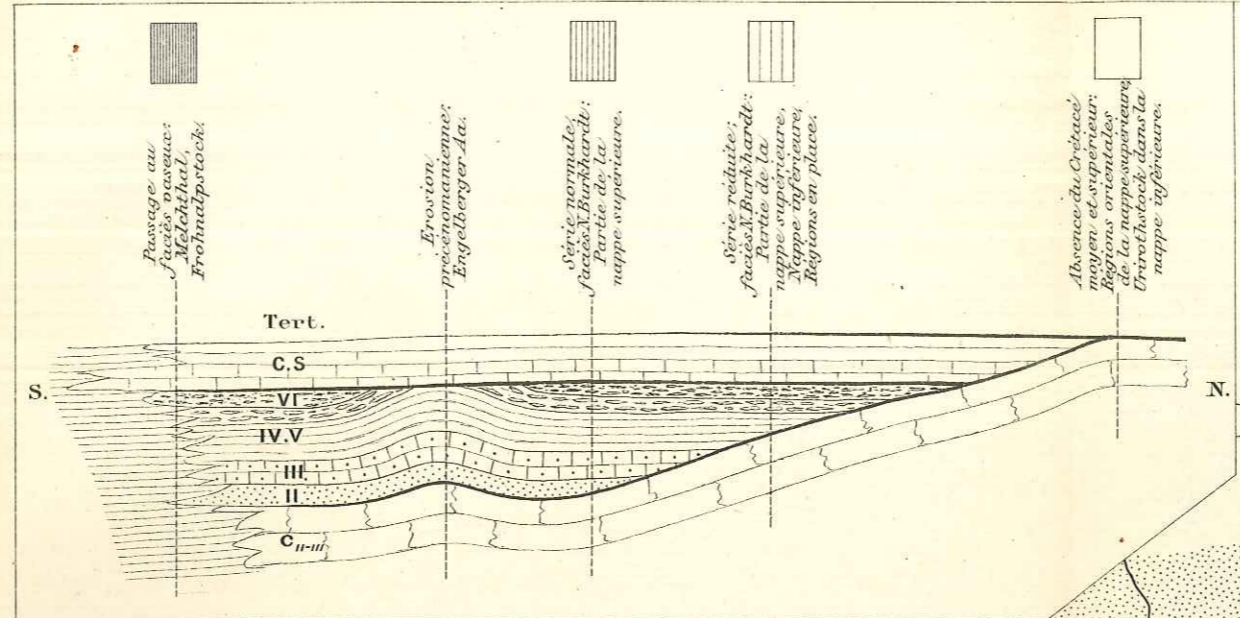 Passage au
faciès vaseux:
Melchthal,
Frohnalpstock.
Erosion
précénomanienne;
Engelberger Aa.
Série normale,
faciès N. Burkhardt:
Partie de la
nappe supérieure.
Série réduite;
faciès N. Burkhardt:
Partie de la
nappe supérieure,
Nappe inférieure,
Régions en place.
Absence du Crétacé
moyen et supérieur:
Régions orientales
de la nappe supérieure,
Urirothstock dans la
nappe inférieure.
Tert.
C.S
S.
VI
N.
IV.V
III
II
C II-III